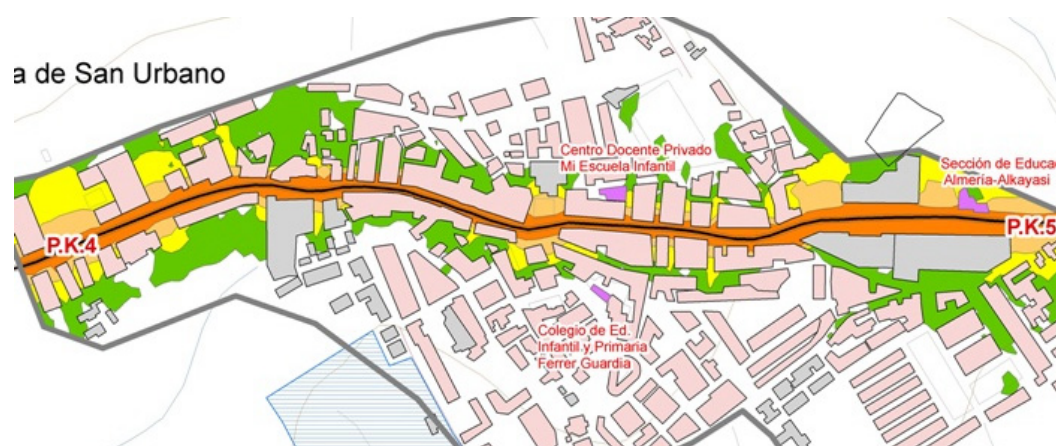 a de San Urbano
Centro Docente Privado
Mi Escuela Infantil
Sección de Educa
Almería-Alkayasi
P.K.4
P.K.5
Colegio de Ed.
Infantil y Primaria
Ferrer Guardia